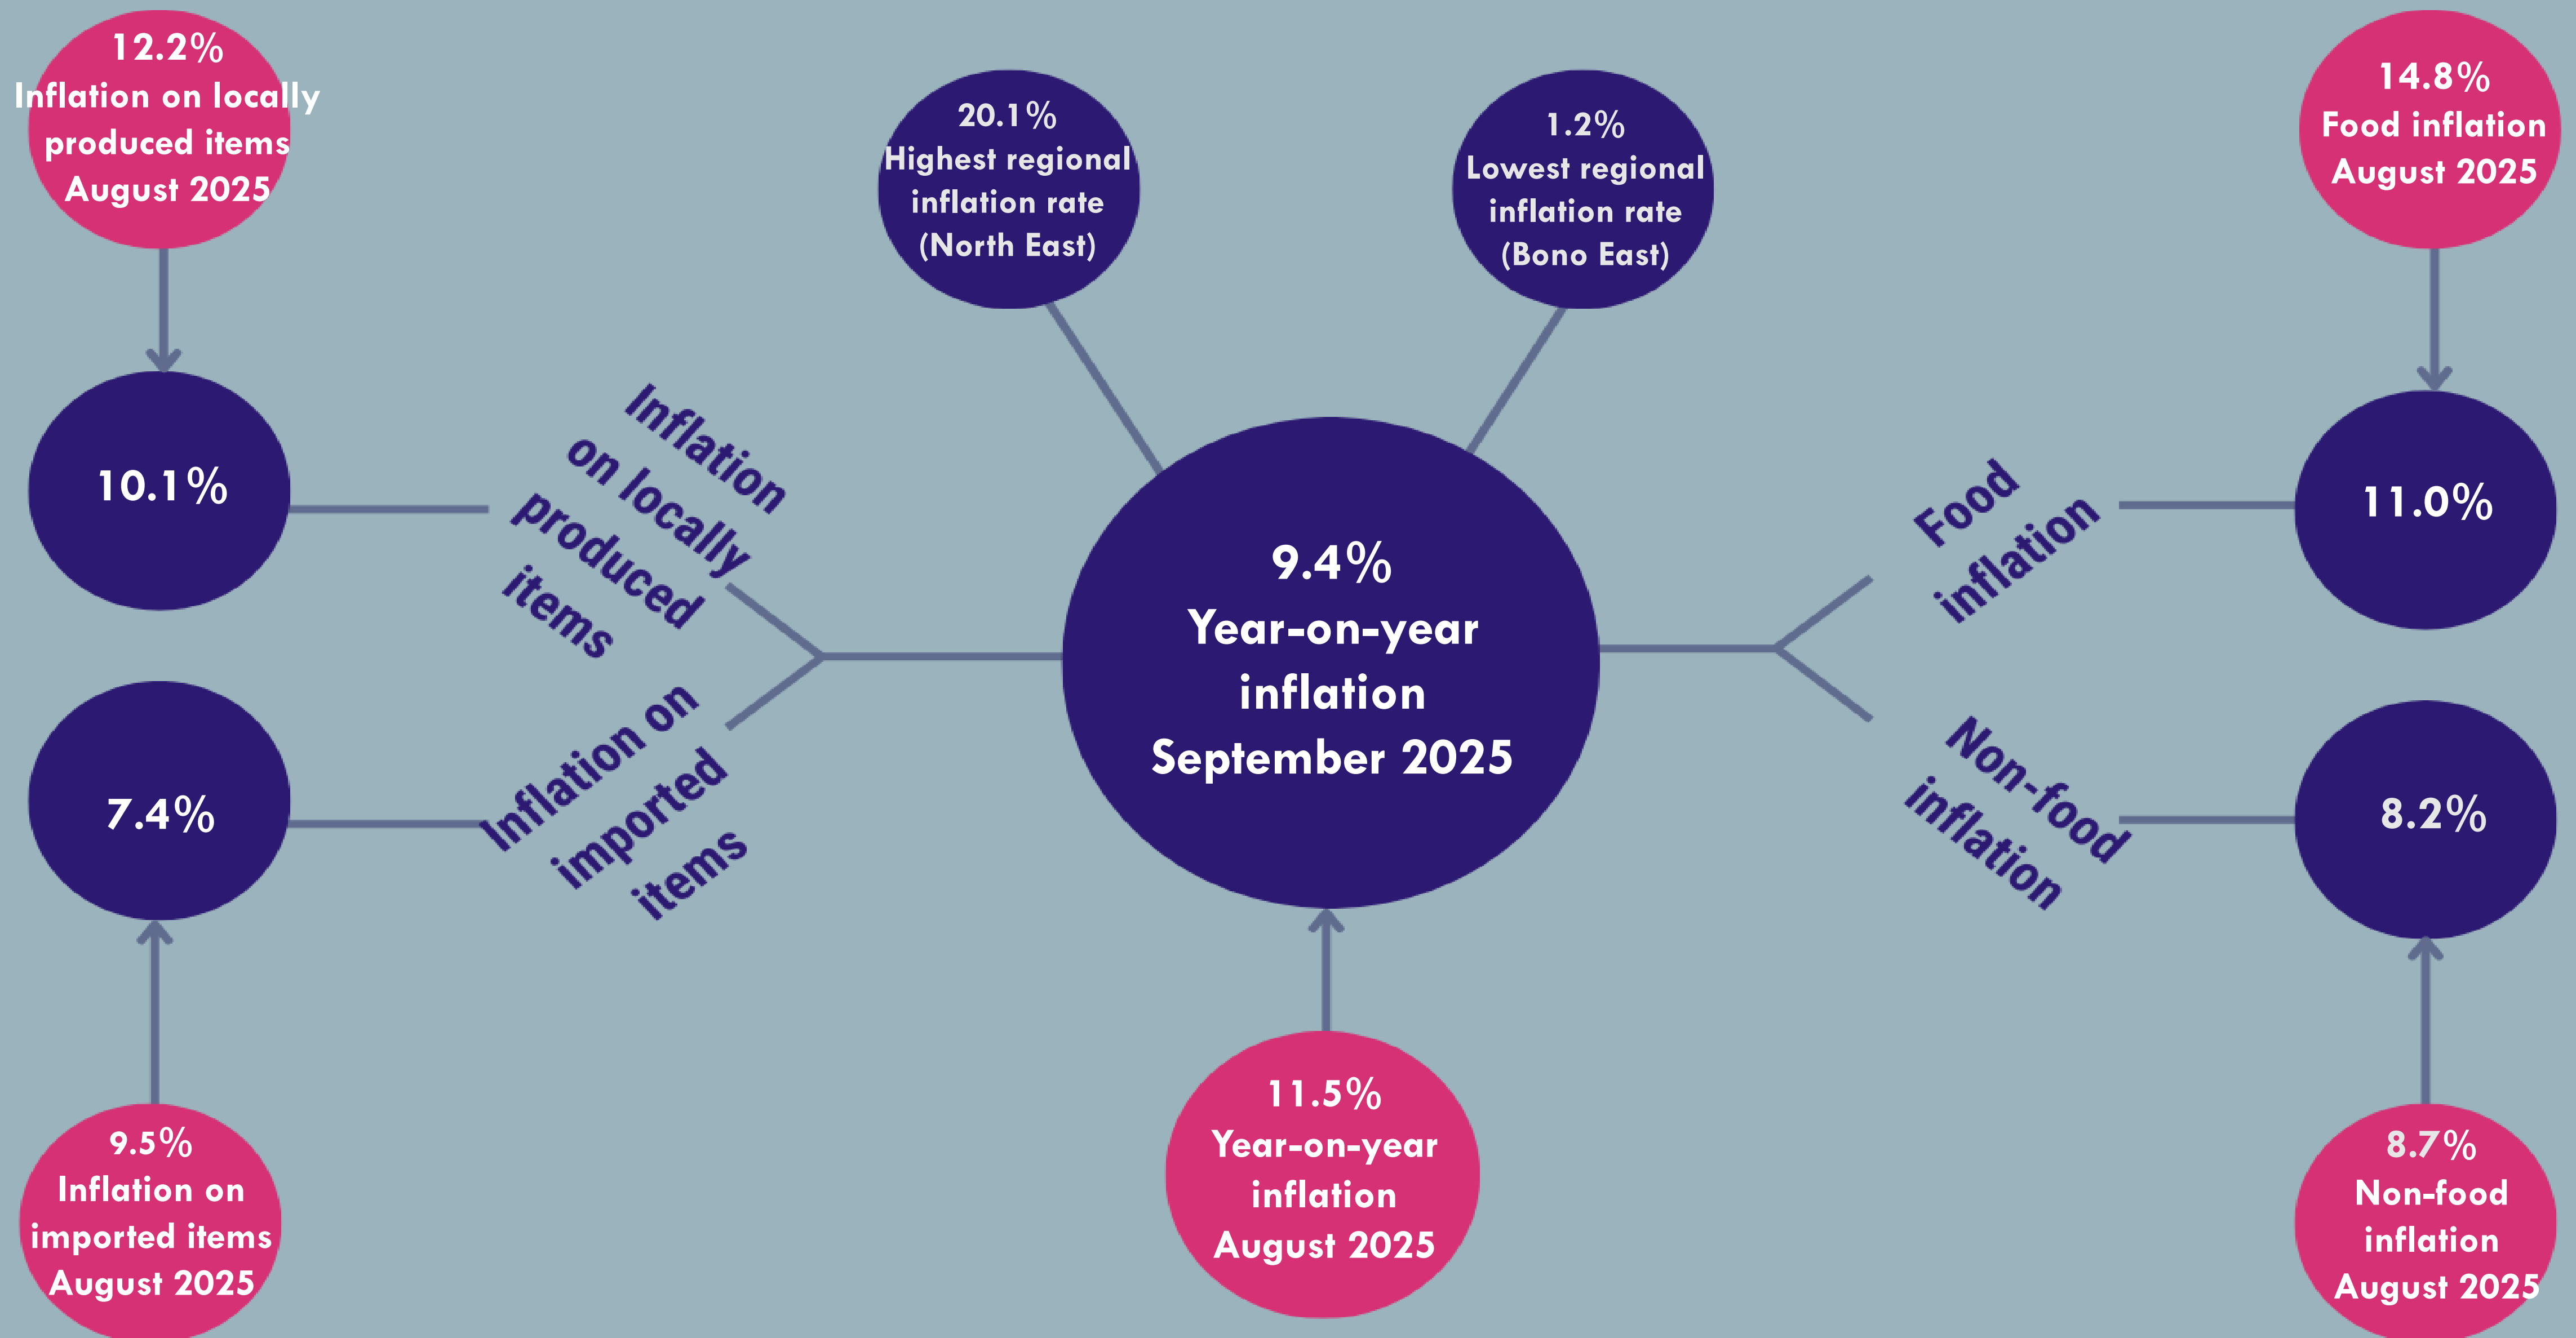 12.2%
Inflation on locally
produced items
August 2025
20.1%
Highest regional
inflation rate
(North East)
1.2%
Lowest regional
inflation rate
(Bono East)
14.8%
Food inflation
August 2025
10.1%
Inflation
on locally
produced
items
9.4%
Year-on-year
inflation
September 2025
Food
inflation
11.0%
7.4%
Inflation on
imported
items
Non-food
inflation
8.2%
9.5%
Inflation on
imported items
August 2025
11.5%
Year-on-year
inflation
August 2025
8.7%
Non-food
inflation
August 2025